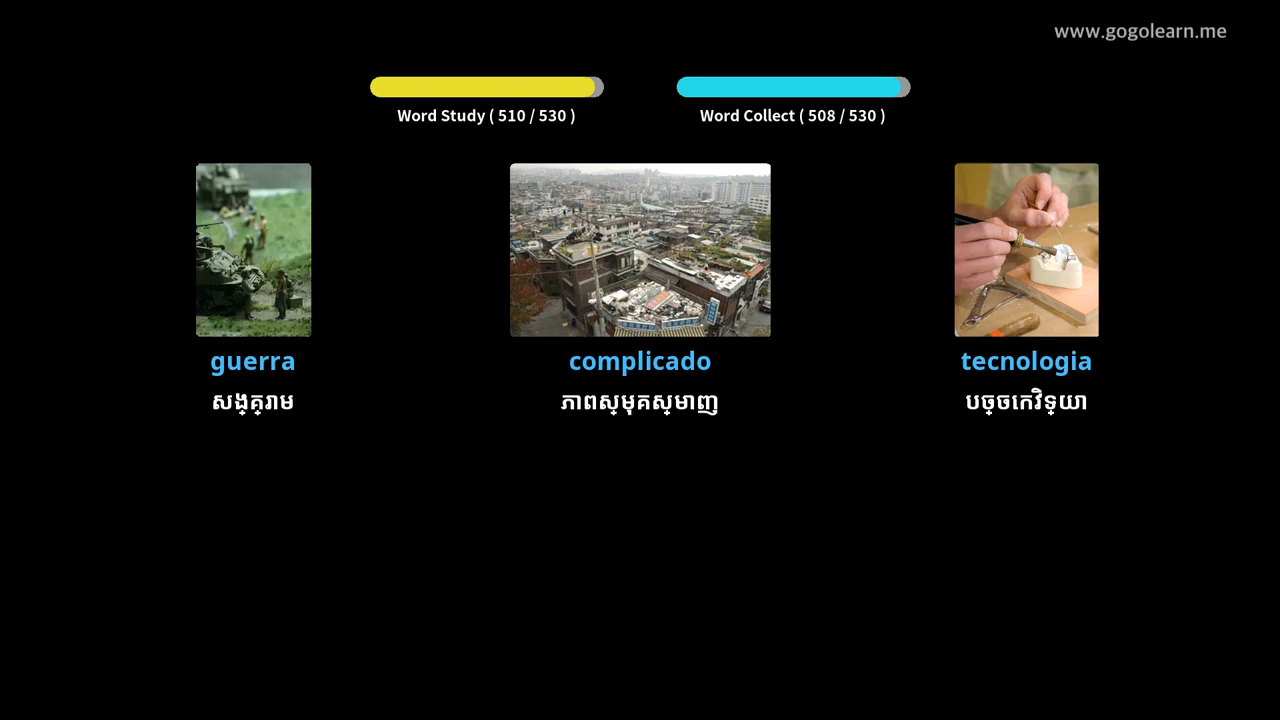 www.gogolearn.me
Word Study ( 510 / 530 )
Word Collect ( 508 / 530 )
guerra
complicado
tecnologia
សង្គ្រាម
ភាពស្មុគស្មាញ
បច្ចេកវិទ្យា